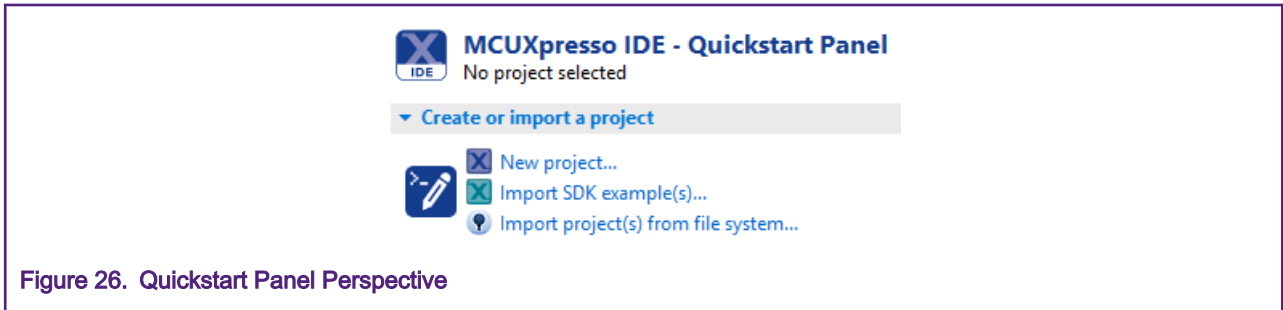 MCUXpresso IDE - Quickstart Panel
IDE
No project selected
Create or import a project
New project...
Import SDK example(s)...
Import project(s) from file system...
Figure 26. Quickstart Panel Perspective